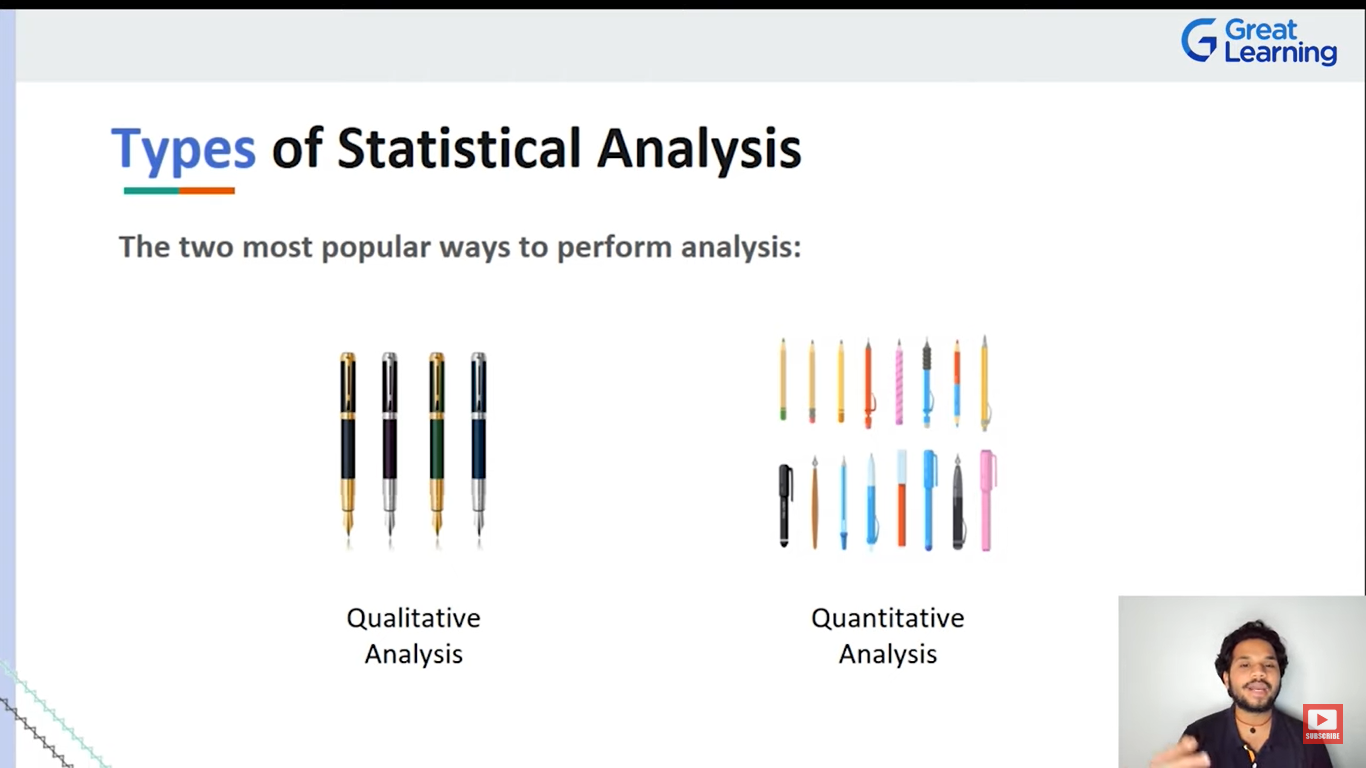 Great
Learning
Types of Statistical Analysis
The two most popular ways to perform analysis:
Qualitative
Analysis
Quantitative
Analysis
SUBSCRIBE